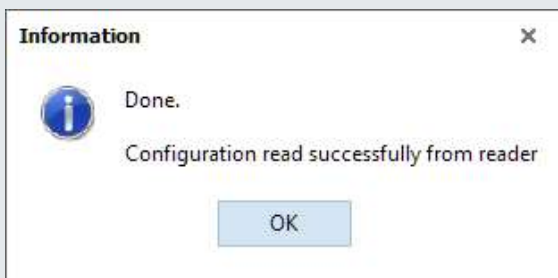 Information
Done.
Configuration read successfully from reader
OK